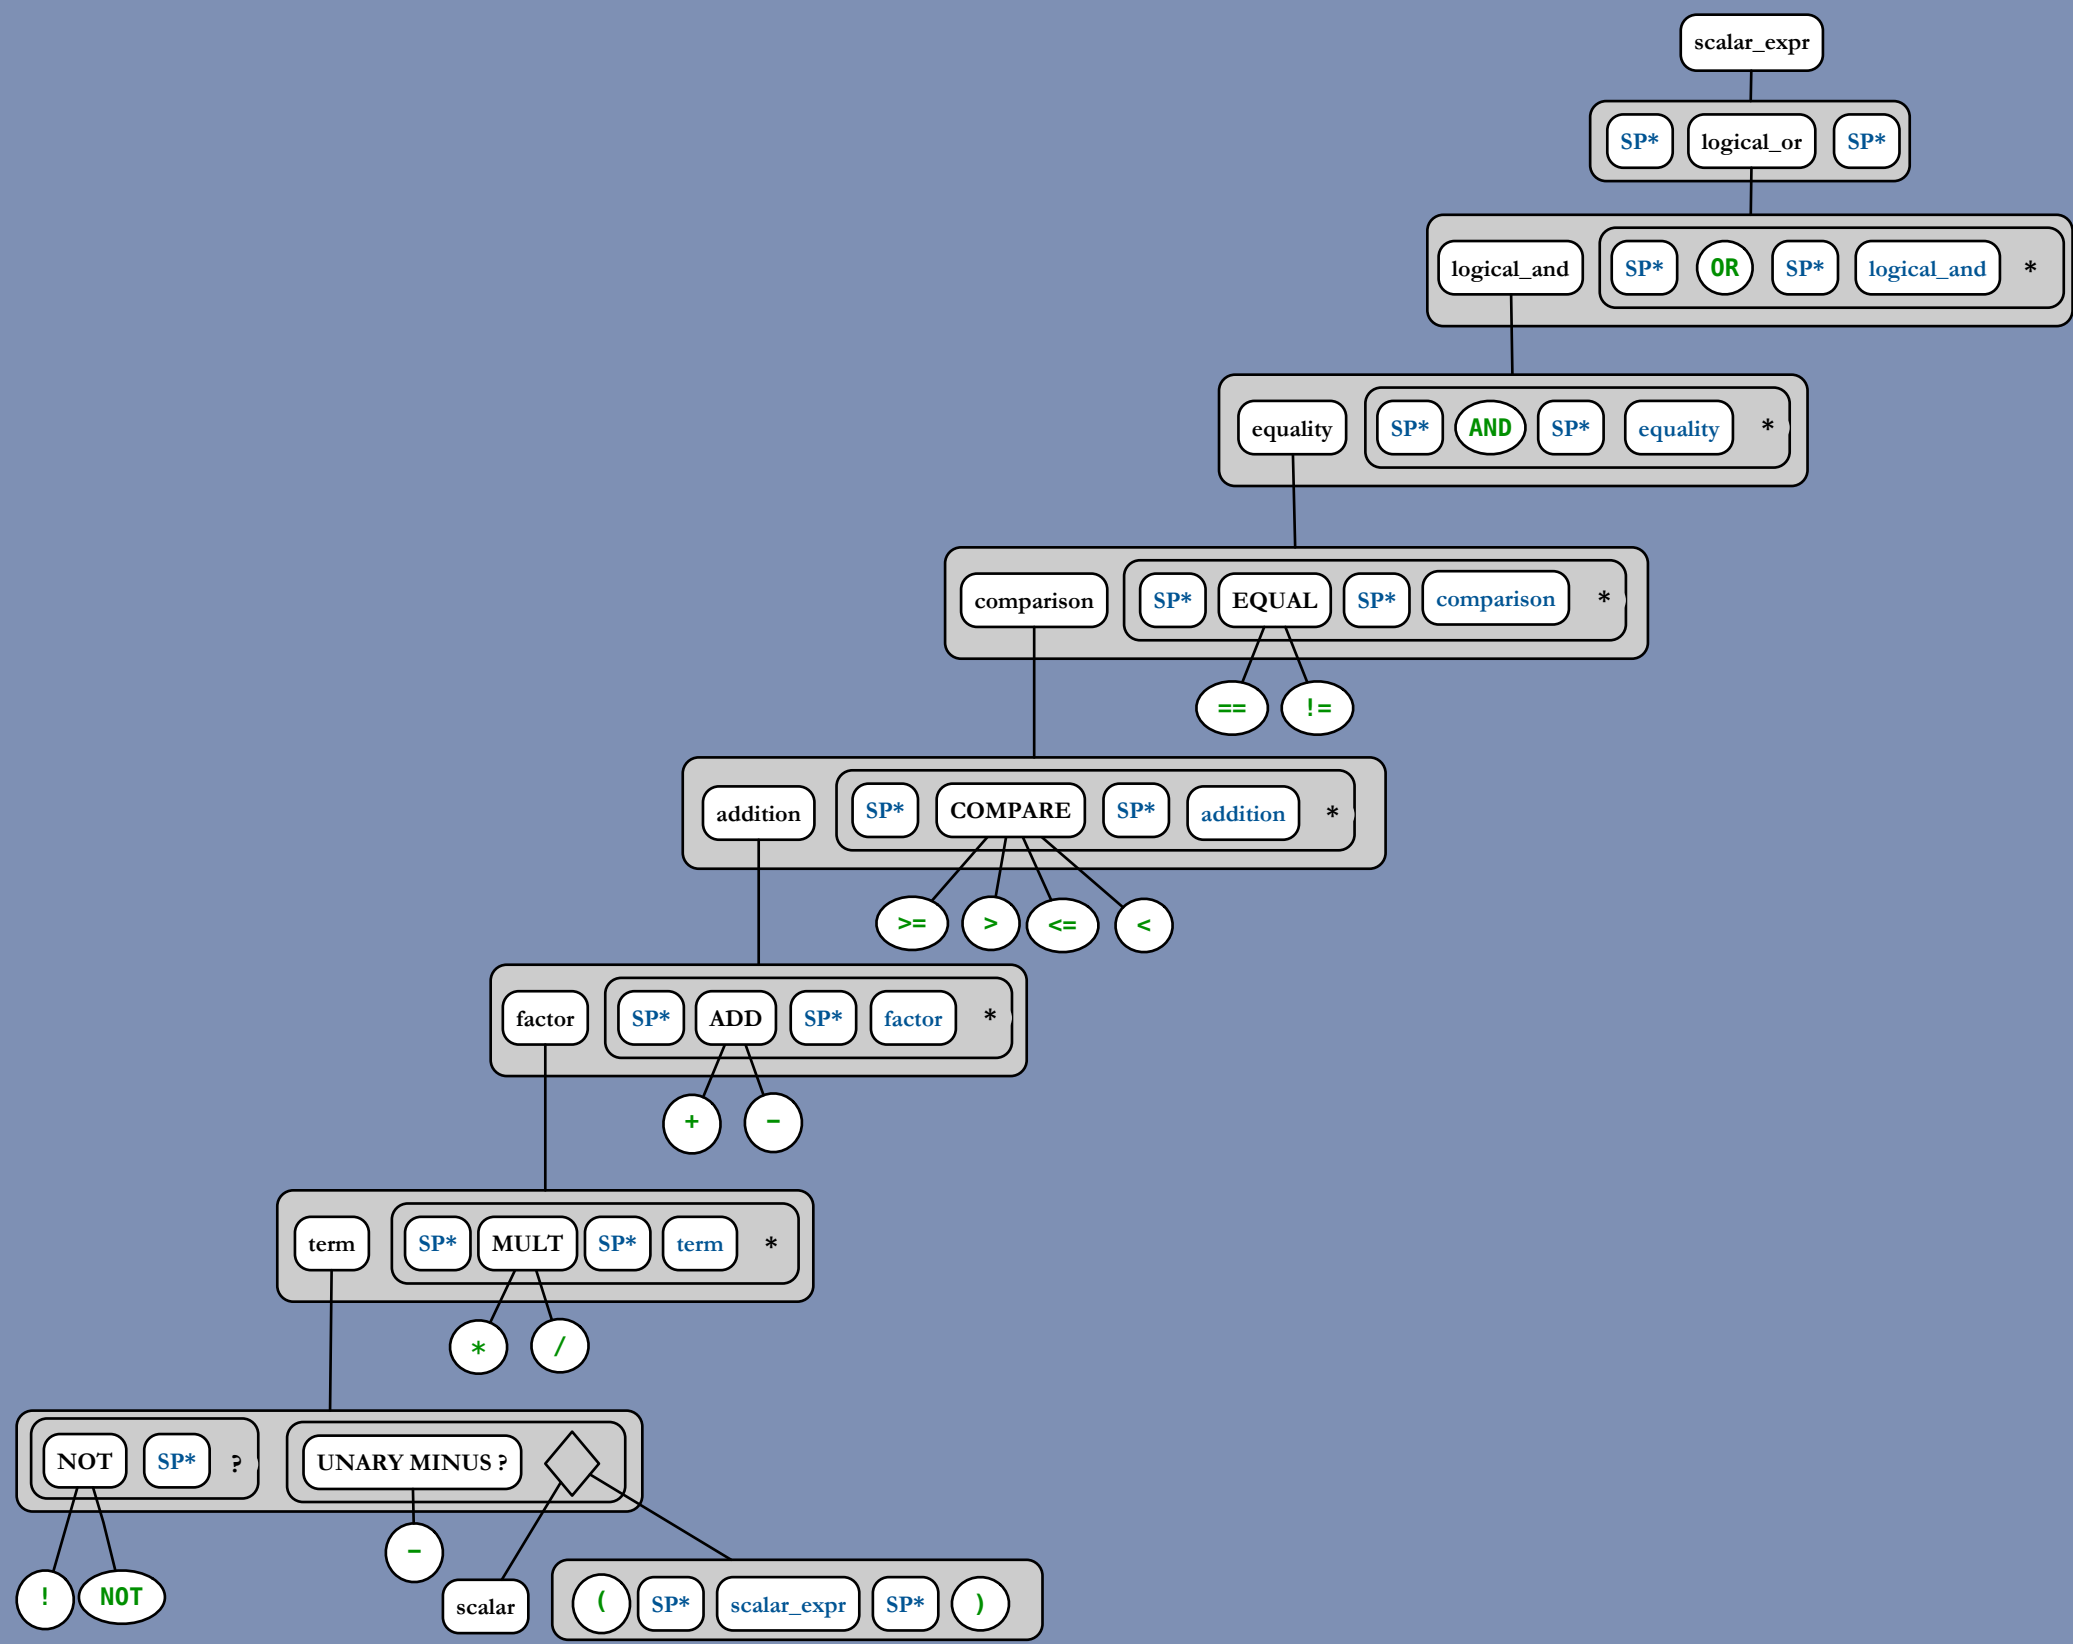 scalar_expr
SP* logical_or SP*
logical_and SP* OR SP* logical_and *
equality SP* AND SP* equality *
comparison SP* EQUAL SP* comparison *
== !=
addition SP* COMPARE SP* addition *
>= > <= <
factor SP* ADD SP* factor *
+ −
term SP* MULT SP* term *
* /
NOT SP* ? UNARY MINUS ?
−
! NOT scalar ( SP* scalar_expr SP* )